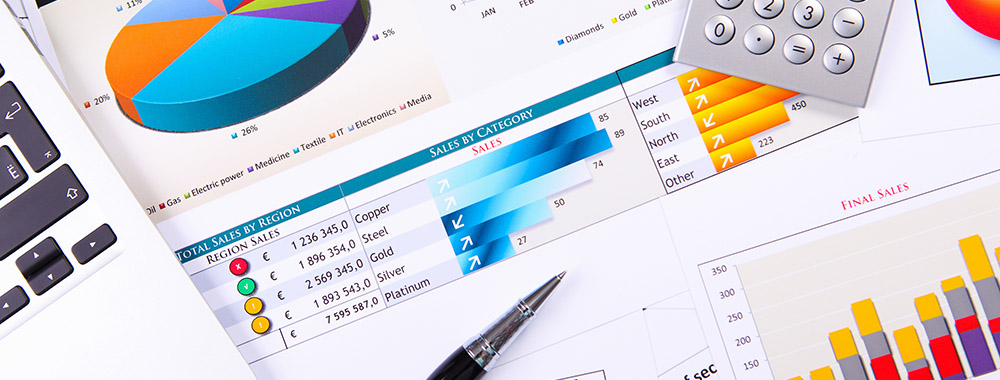 11%
5%
20%
26%
Oil Gas Electric power Medicine Textile IT Electronics Media
0
JAN FEB
Diamonds Gold
0 2 3 −
· = +
TOTAL SALES BY REGION
REGION SALES
x € 1 236 345,0
√ € 1 896 354,0
! € 2 569 345,0
! € 1 893 543,0
€ 7 595 587,0
SALES BY CATEGORY
SALES
Copper 85
Steel 89
Gold 74
Silver 50
Platinum 27
West
South
North 450
East 223
Other
FINAL SALES
350
300
250
200
150
of sec